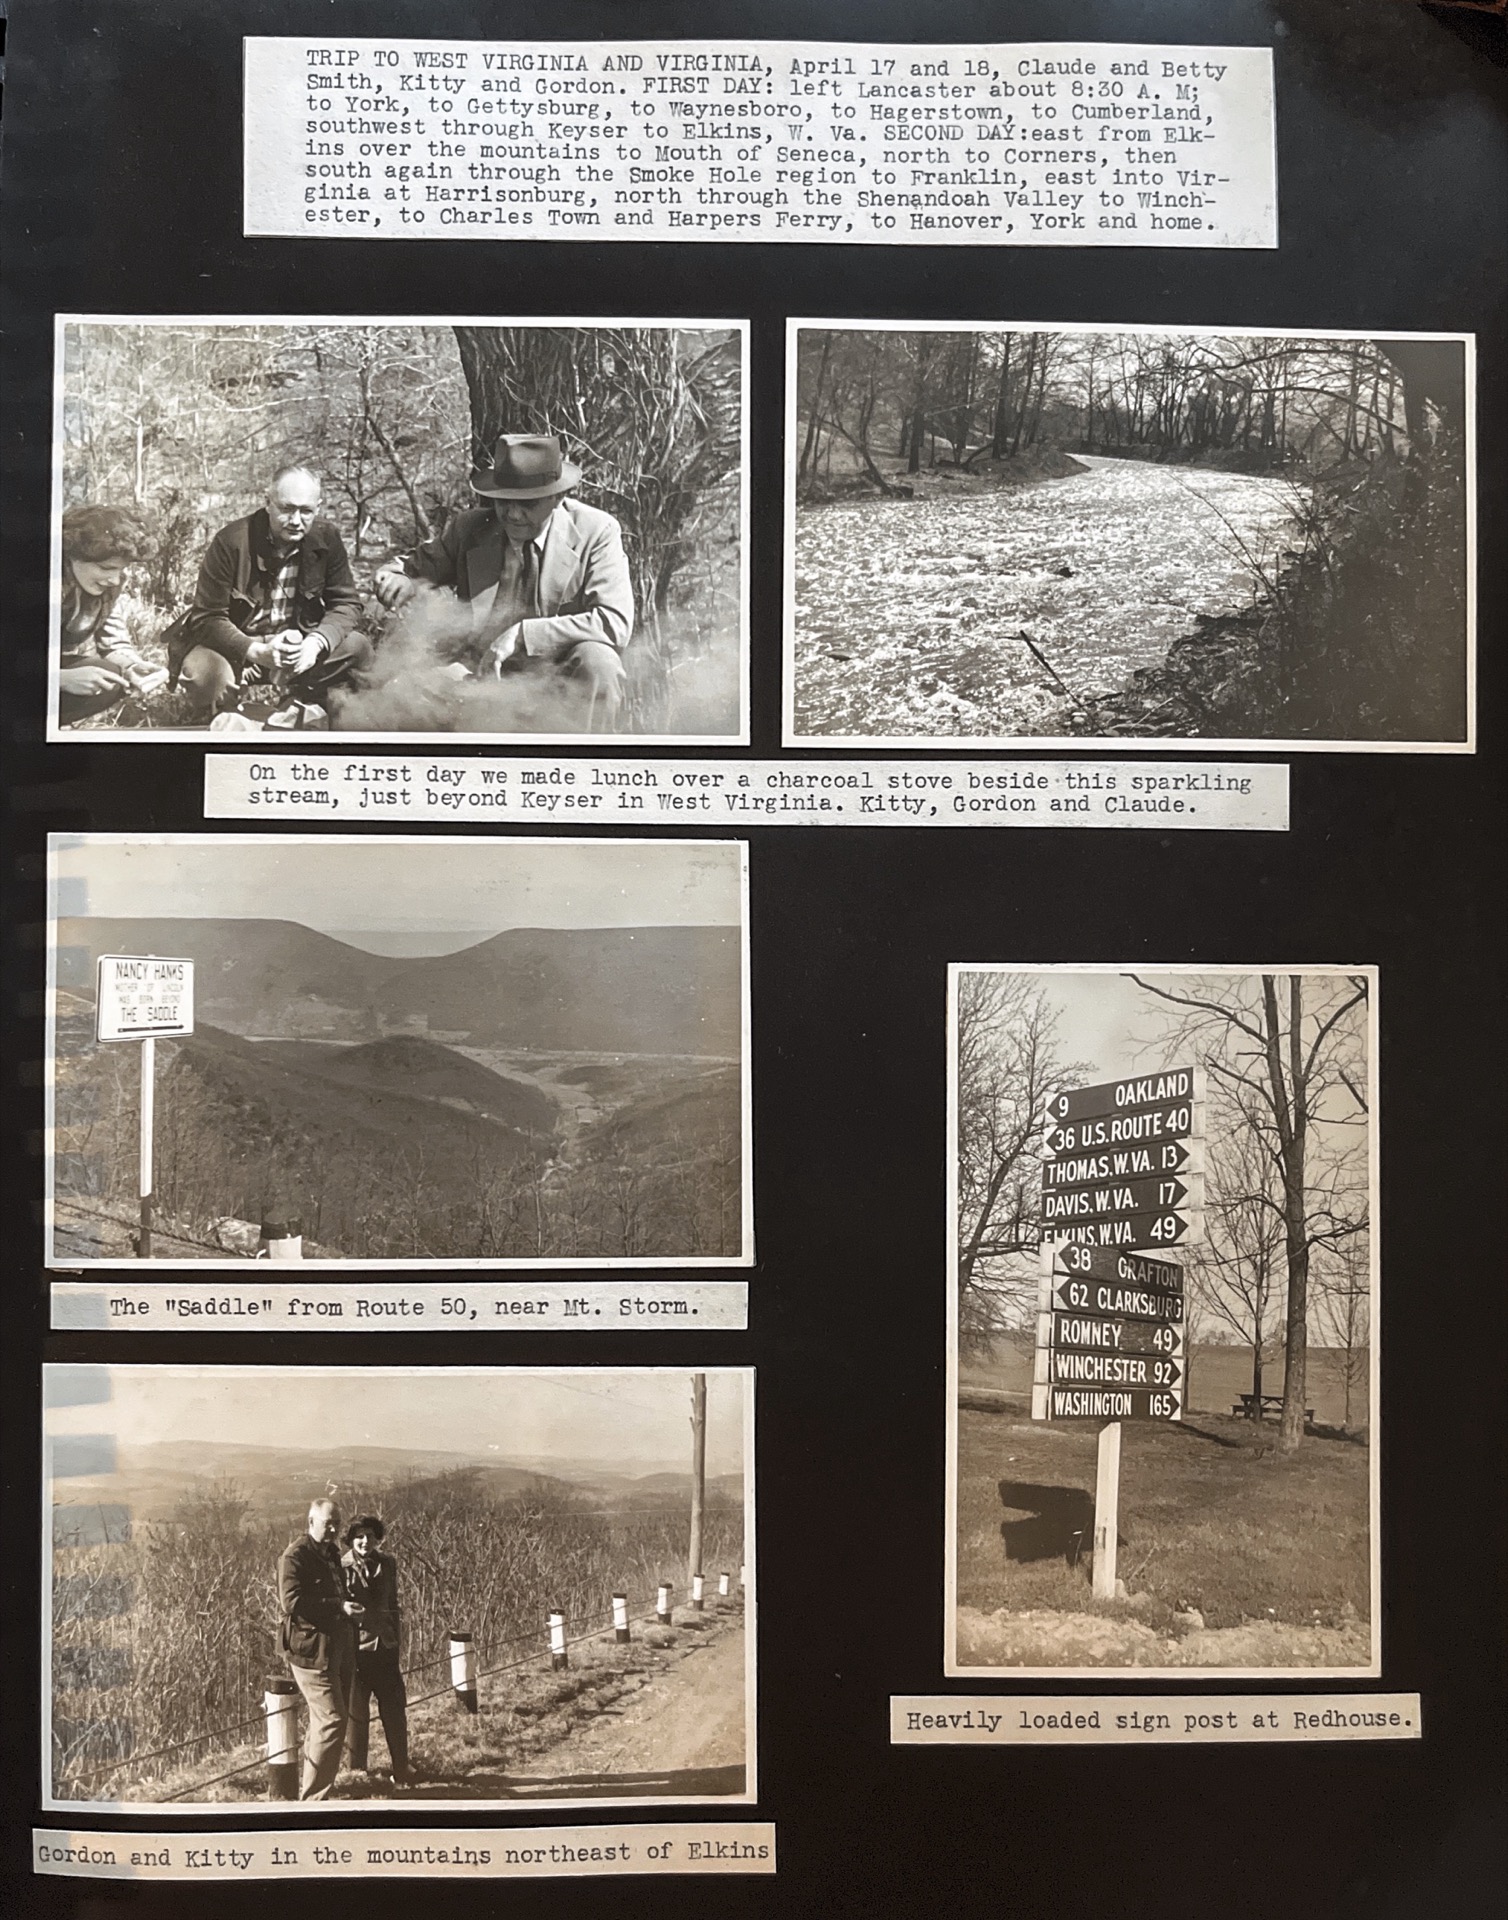 TRIP TO WEST VIRGINIA AND VIRGINIA, April 17 and 18, Claude and Betty
Smith, Kitty and Gordon. FIRST DAY: left Lancaster about 8:30 A. M;
to York, to Gettysburg, to Waynesboro, to Hagerstown, to Cumberland,
southwest through Keyser to Elkins, W. Va. SECOND DAY:east from Elk-
ins over the mountains to Mouth of Seneca, north to Corners, then
south again through the Smoke Hole region to Franklin, east into Vir-
ginia at Harrisonburg, north through the Shenandoah Valley to Winch-
ester, to Charles Town and Harpers Ferry, to Hanover, York and home.
On the first day we made lunch over a charcoal stove beside this sparkling
stream, just beyond Keyser in West Virginia. Kitty, Gordon and Claude.
NANCY HANKS
MOTHER OF LINCOLN
WAS BORN BEYOND
THE SADDLE
The "Saddle" from Route 50, near Mt. Storm.
9 OAKLAND
36 U.S. ROUTE 40
THOMAS, W. VA. 13
DAVIS, W. VA. 17
ELKINS, W. VA. 49
38 GRAFTON
62 CLARKSBURG
ROMNEY 49
WINCHESTER 92
WASHINGTON 165
Heavily loaded sign post at Redhouse.
Gordon and Kitty in the mountains northeast of Elkins